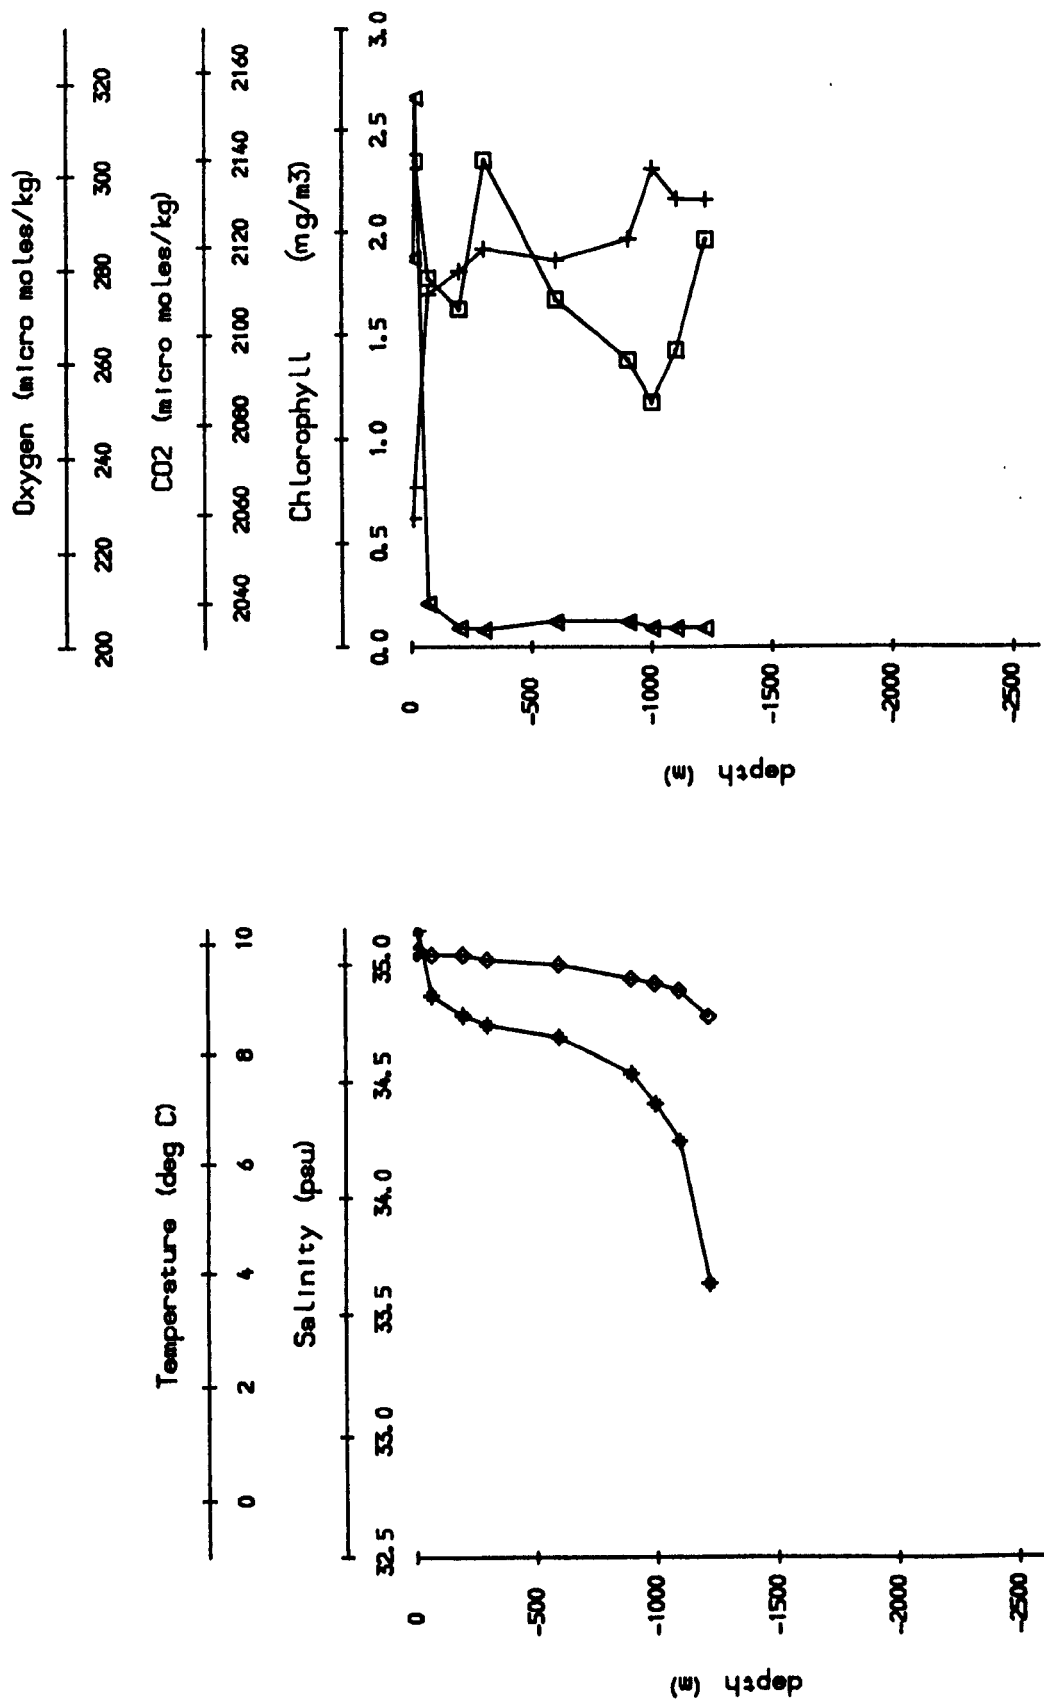 Temperature (deg C)
0 2 4 6 8 10
Salinity (psu)
32.5 33.0 33.5 34.0 34.5 35.0
0
-500
-1000
-1500
-2000
-2500
depth (m)
Oxygen (micro moles/kg)
200 220 240 260 280 300 320
CO2 (micro moles/kg)
2040 2060 2080 2100 2120 2140 2160
Chlorophyll (mg/m3)
0.0 0.5 1.0 1.5 2.0 2.5 3.0
0
-500
-1000
-1500
-2000
-2500
depth (m)